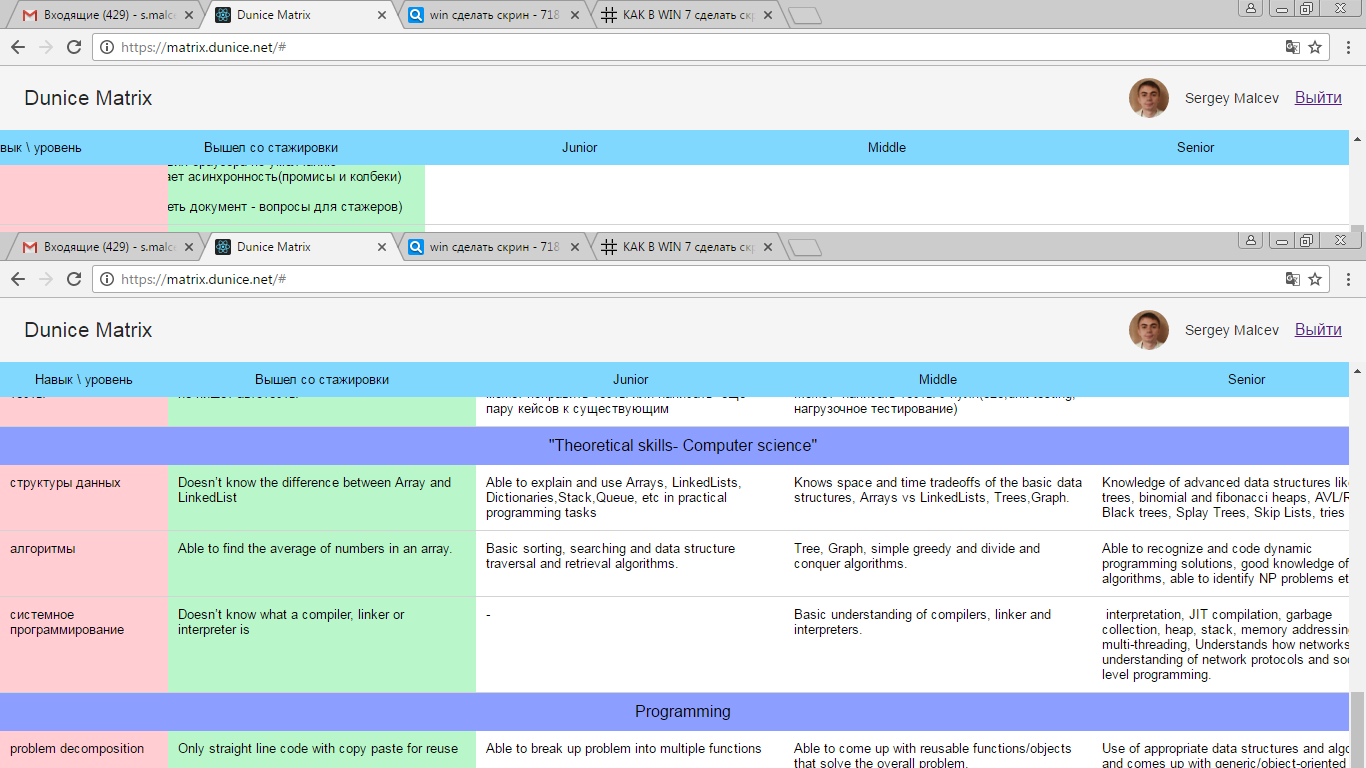 Входящие (429) - s.malce
Dunice Matrix
win сделать скрин - 718
КАК В WIN 7 сделать скр
https://matrix.dunice.net/#
Dunice Matrix
Sergey Malcev
Выйти
вык \ уровень
Вышел со стажировки
Junior
Middle
Senior
ает асинхронность(промисы и колбеки)
еть документ - вопросы для стажеров)
Входящие (429) - s.malce
Dunice Matrix
win сделать скрин - 718
КАК В WIN 7 сделать скр
https://matrix.dunice.net/#
Dunice Matrix
Sergey Malcev
Выйти
Навык \ уровень
Вышел со стажировки
Junior
Middle
Senior
пару кейсов к существующим
нагрузочное тестирование)
"Theoretical skills- Computer science"
структуры данных
Doesn't know the difference between Array and
LinkedList
Able to explain and use Arrays, LinkedLists,
Dictionaries,Stack,Queue, etc in practical
programming tasks
Knows space and time tradeoffs of the basic data
structures, Arrays vs LinkedLists, Trees,Graph.
Knowledge of advanced data structures lik
trees, binomial and fibonacci heaps, AVL/R
Black trees, Splay Trees, Skip Lists, tries
алгоритмы
Able to find the average of numbers in an array.
Basic sorting, searching and data structure
traversal and retrieval algorithms.
Tree, Graph, simple greedy and divide and
conquer algorithms.
Able to recognize and code dynamic
programming solutions, good knowledge of
algorithms, able to identify NP problems et
системное
программирование
Doesn't know what a compiler, linker or
interpreter is
-
Basic understanding of compilers, linker and
interpreters.
interpretation, JIT compilation, garbage
collection, heap, stack, memory addressin
multi-threading, Understands how networks
understanding of network protocols and soc
level programming.
Programming
problem decomposition
Only straight line code with copy paste for reuse
Able to break up problem into multiple functions
Able to come up with reusable functions/objects
that solve the overall problem.
Use of appropriate data structures and algo
and comes up with generic/object-oriented